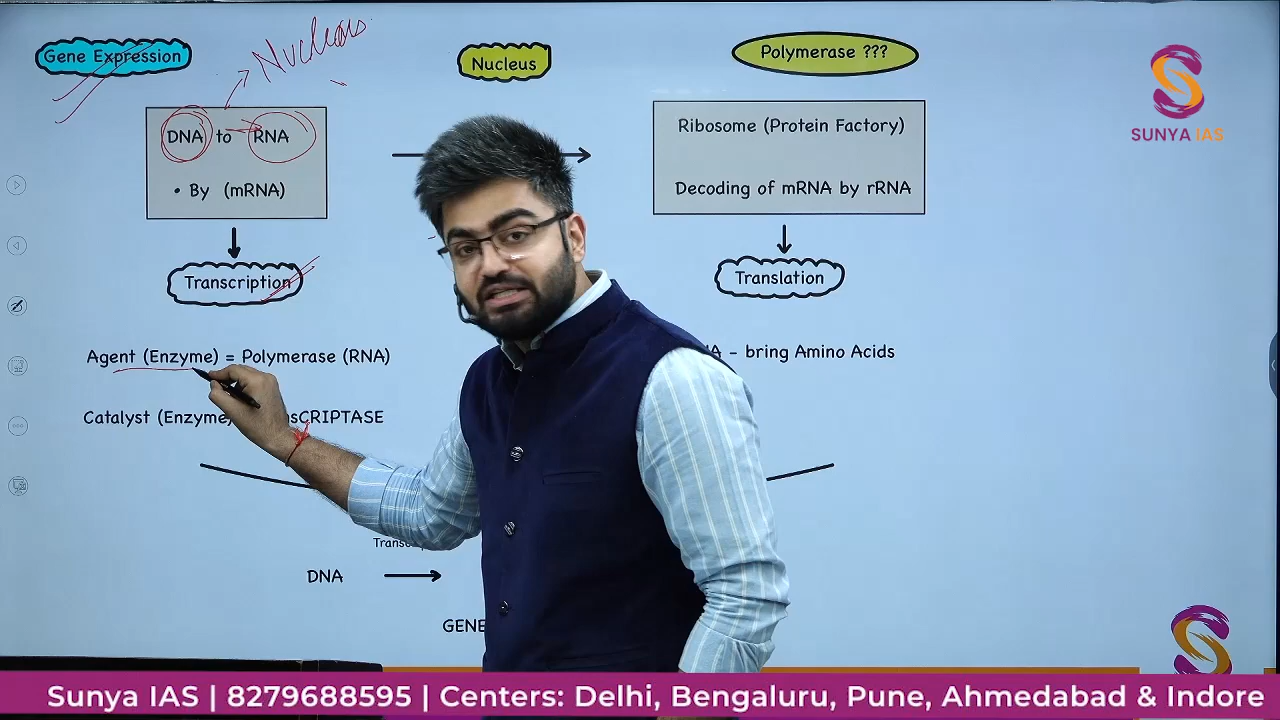 Gene Expression
Nucleus
Nucleus
Polymerase ???
DNA to RNA
• By (mRNA)
Ribosome (Protein Factory)
Decoding of mRNA by rRNA
SUNYA IAS
Transcription
Translation
Agent (Enzyme) = Polymerase (RNA)
- bring Amino Acids
Catalyst (Enzyme)
DNA
GENE
Sunya IAS | 8279688595 | Centers: Delhi, Bengaluru, Pune, Ahmedabad & Indore